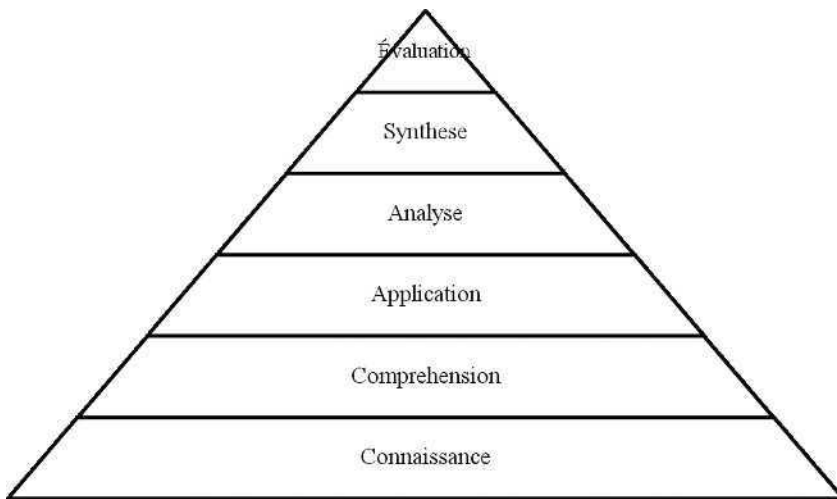 Évaluation
Synthese
Analyse
Application
Comprehension
Connaissance